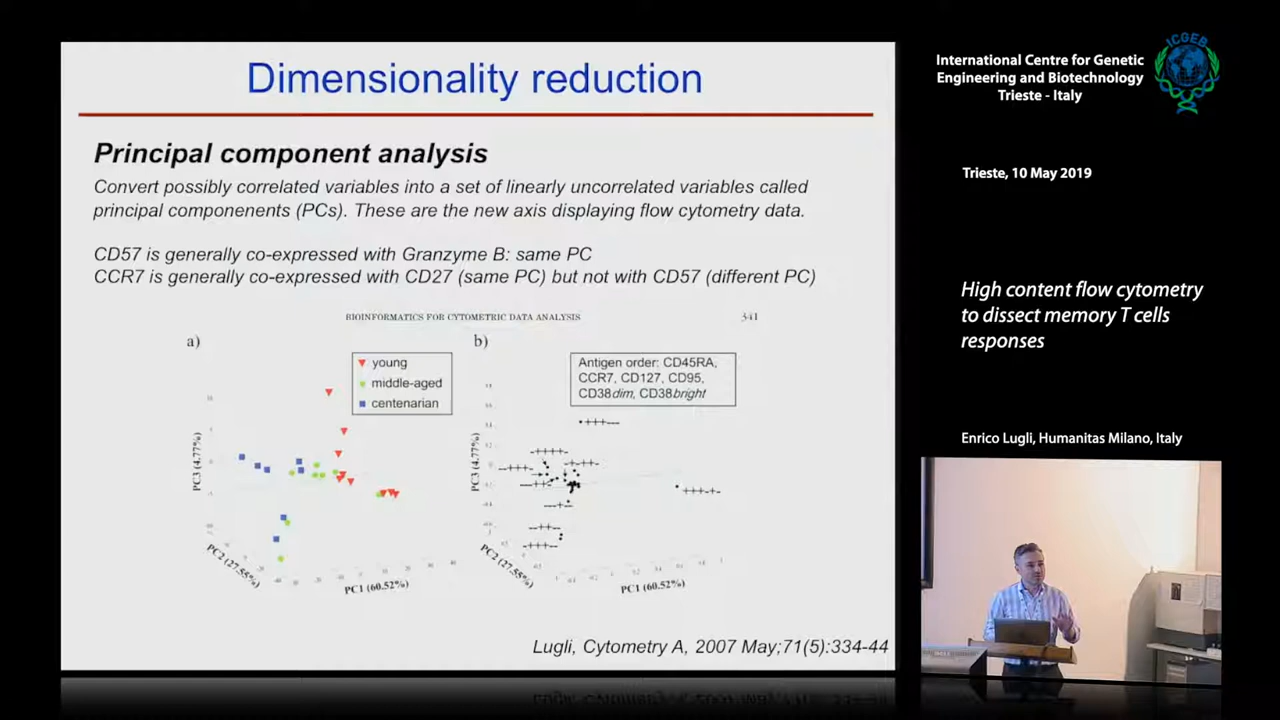 Dimensionality reduction
Principal component analysis
Convert possibly correlated variables into a set of linearly uncorrelated variables called
principal componenents (PCs). These are the new axis displaying flow cytometry data.
CD57 is generally co-expressed with Granzyme B: same PC
CCR7 is generally co-expressed with CD27 (same PC) but not with CD57 (different PC)
BIOINFORMATICS FOR CYTOMETRIC DATA ANALYSIS 341
a)
young
middle-aged
centenarian
PC3 (4.77%)
PC2 (27.55%)
PC1 (60.52%)
b)
Antigen order: CD45RA,
CCR7, CD127, CD95,
CD38dim, CD38bright
PC3 (4.77%)
PC2 (27.55%)
PC1 (60.52%)
Lugli, Cytometry A, 2007 May;71(5):334-44
International Centre for Genetic
Engineering and Biotechnology
Trieste - Italy
ICGEB
Trieste, 10 May 2019
High content flow cytometry
to dissect memory T cells
responses
Enrico Lugli, Humanitas Milano, Italy